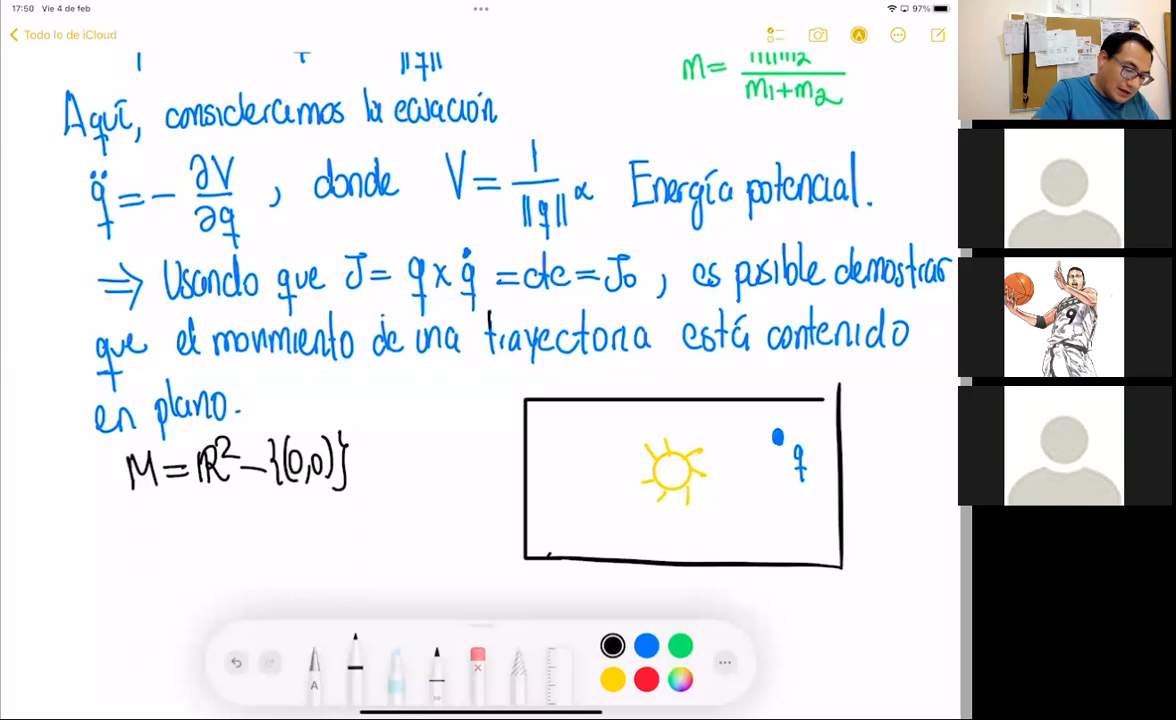 17:50 Vie 4 de feb
97%
Todo lo de iCloud
‖q‖
m = m1+m2
Aquí, consideramos la ecuación
q̈ = - ∂V/∂q , donde V = 1/‖q‖^α Energía potencial.
⇒ Usando que J = q × q̇ = cte = J₀ , es posible demostrar
que el movimiento de una trayectoria está contenido
en plano.
M = ℝ² - {(0,0)}
q
A
9